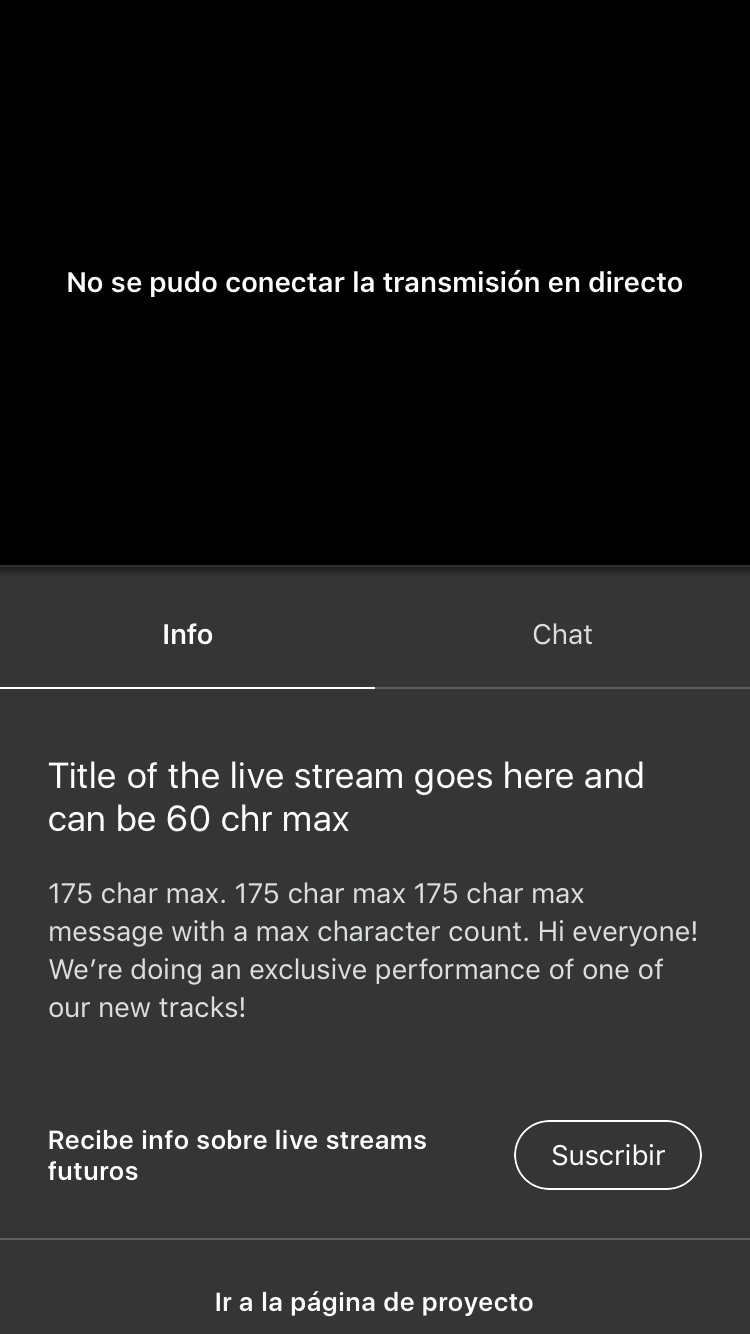 No se pudo conectar la transmisión en directo
Info
Chat
Title of the live stream goes here and
can be 60 chr max
175 char max. 175 char max 175 char max
message with a max character count. Hi everyone!
We’re doing an exclusive performance of one of
our new tracks!
Recibe info sobre live streams
futuros
Suscribir
Ir a la página de proyecto